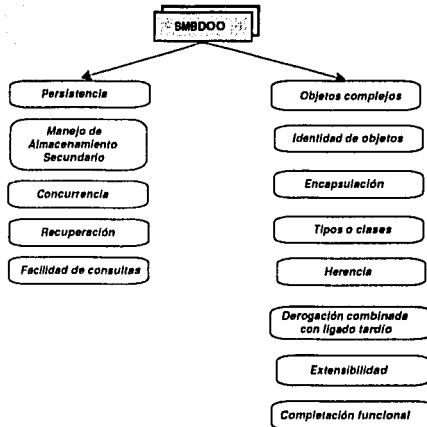 SMBDOO
Persistencia
Manejo de
Almacenamiento
Secundario
Concurrencia
Recuperación
Facilidad de consultas
Objetos complejos
Identidad de objetos
Encapsulación
Tipos o clases
Herencia
Derogación combinada
con ligado tardío
Extensibilidad
Completación funcional